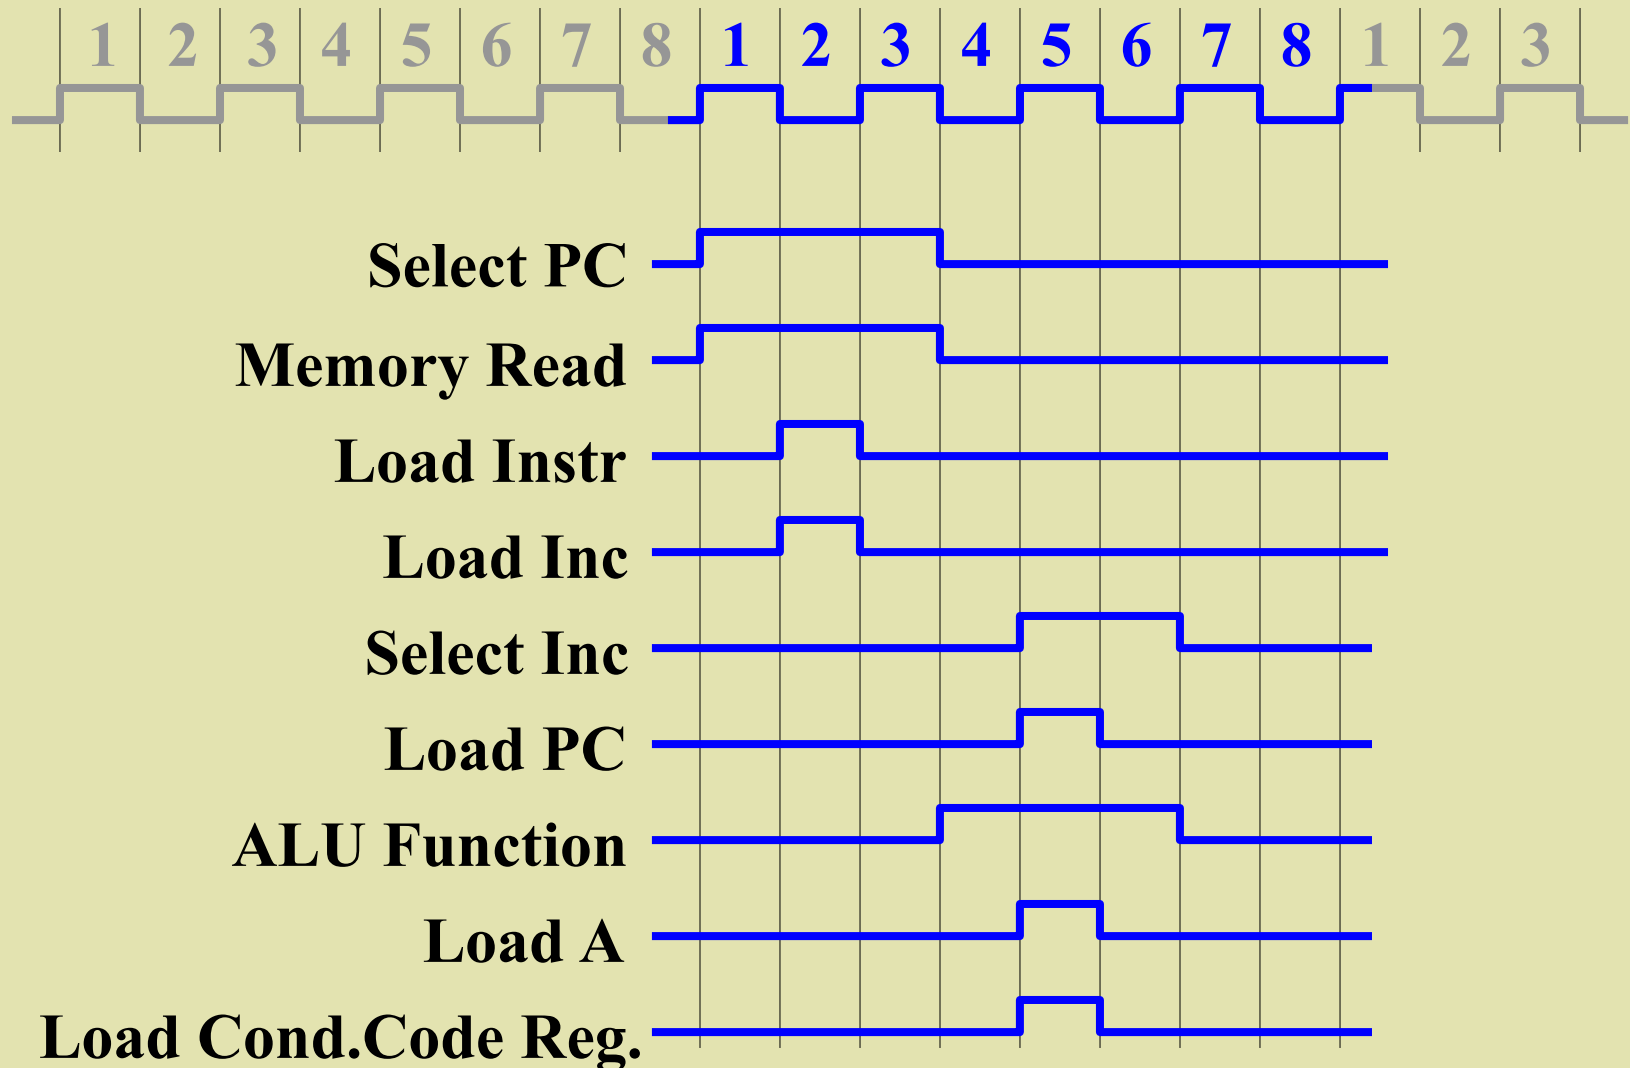 1 2 3 4 5 6 7 8 1 2 3 4 5 6 7 8 1 2 3
Select PC
Memory Read
Load Instr
Load Inc
Select Inc
Load PC
ALU Function
Load A
Load Cond.Code Reg.